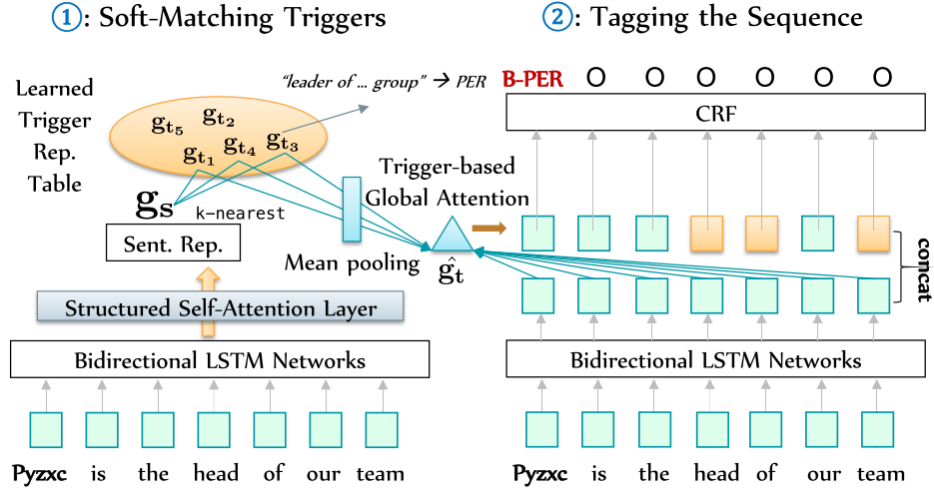 ①: Soft-Matching Triggers
Learned
Trigger
Rep.
Table
"leader of ... group" → PER
g_t5
g_t2
g_t1
g_t4
g_t3
g_s
k-nearest
Sent. Rep.
Mean pooling
Structured Self-Attention Layer
Bidirectional LSTM Networks
Pyzxc is the head of our team
Trigger-based
Global Attention
ĝ_t
②: Tagging the Sequence
B-PER O O O O O O
CRF
concat
Bidirectional LSTM Networks
Pyzxc is the head of our team